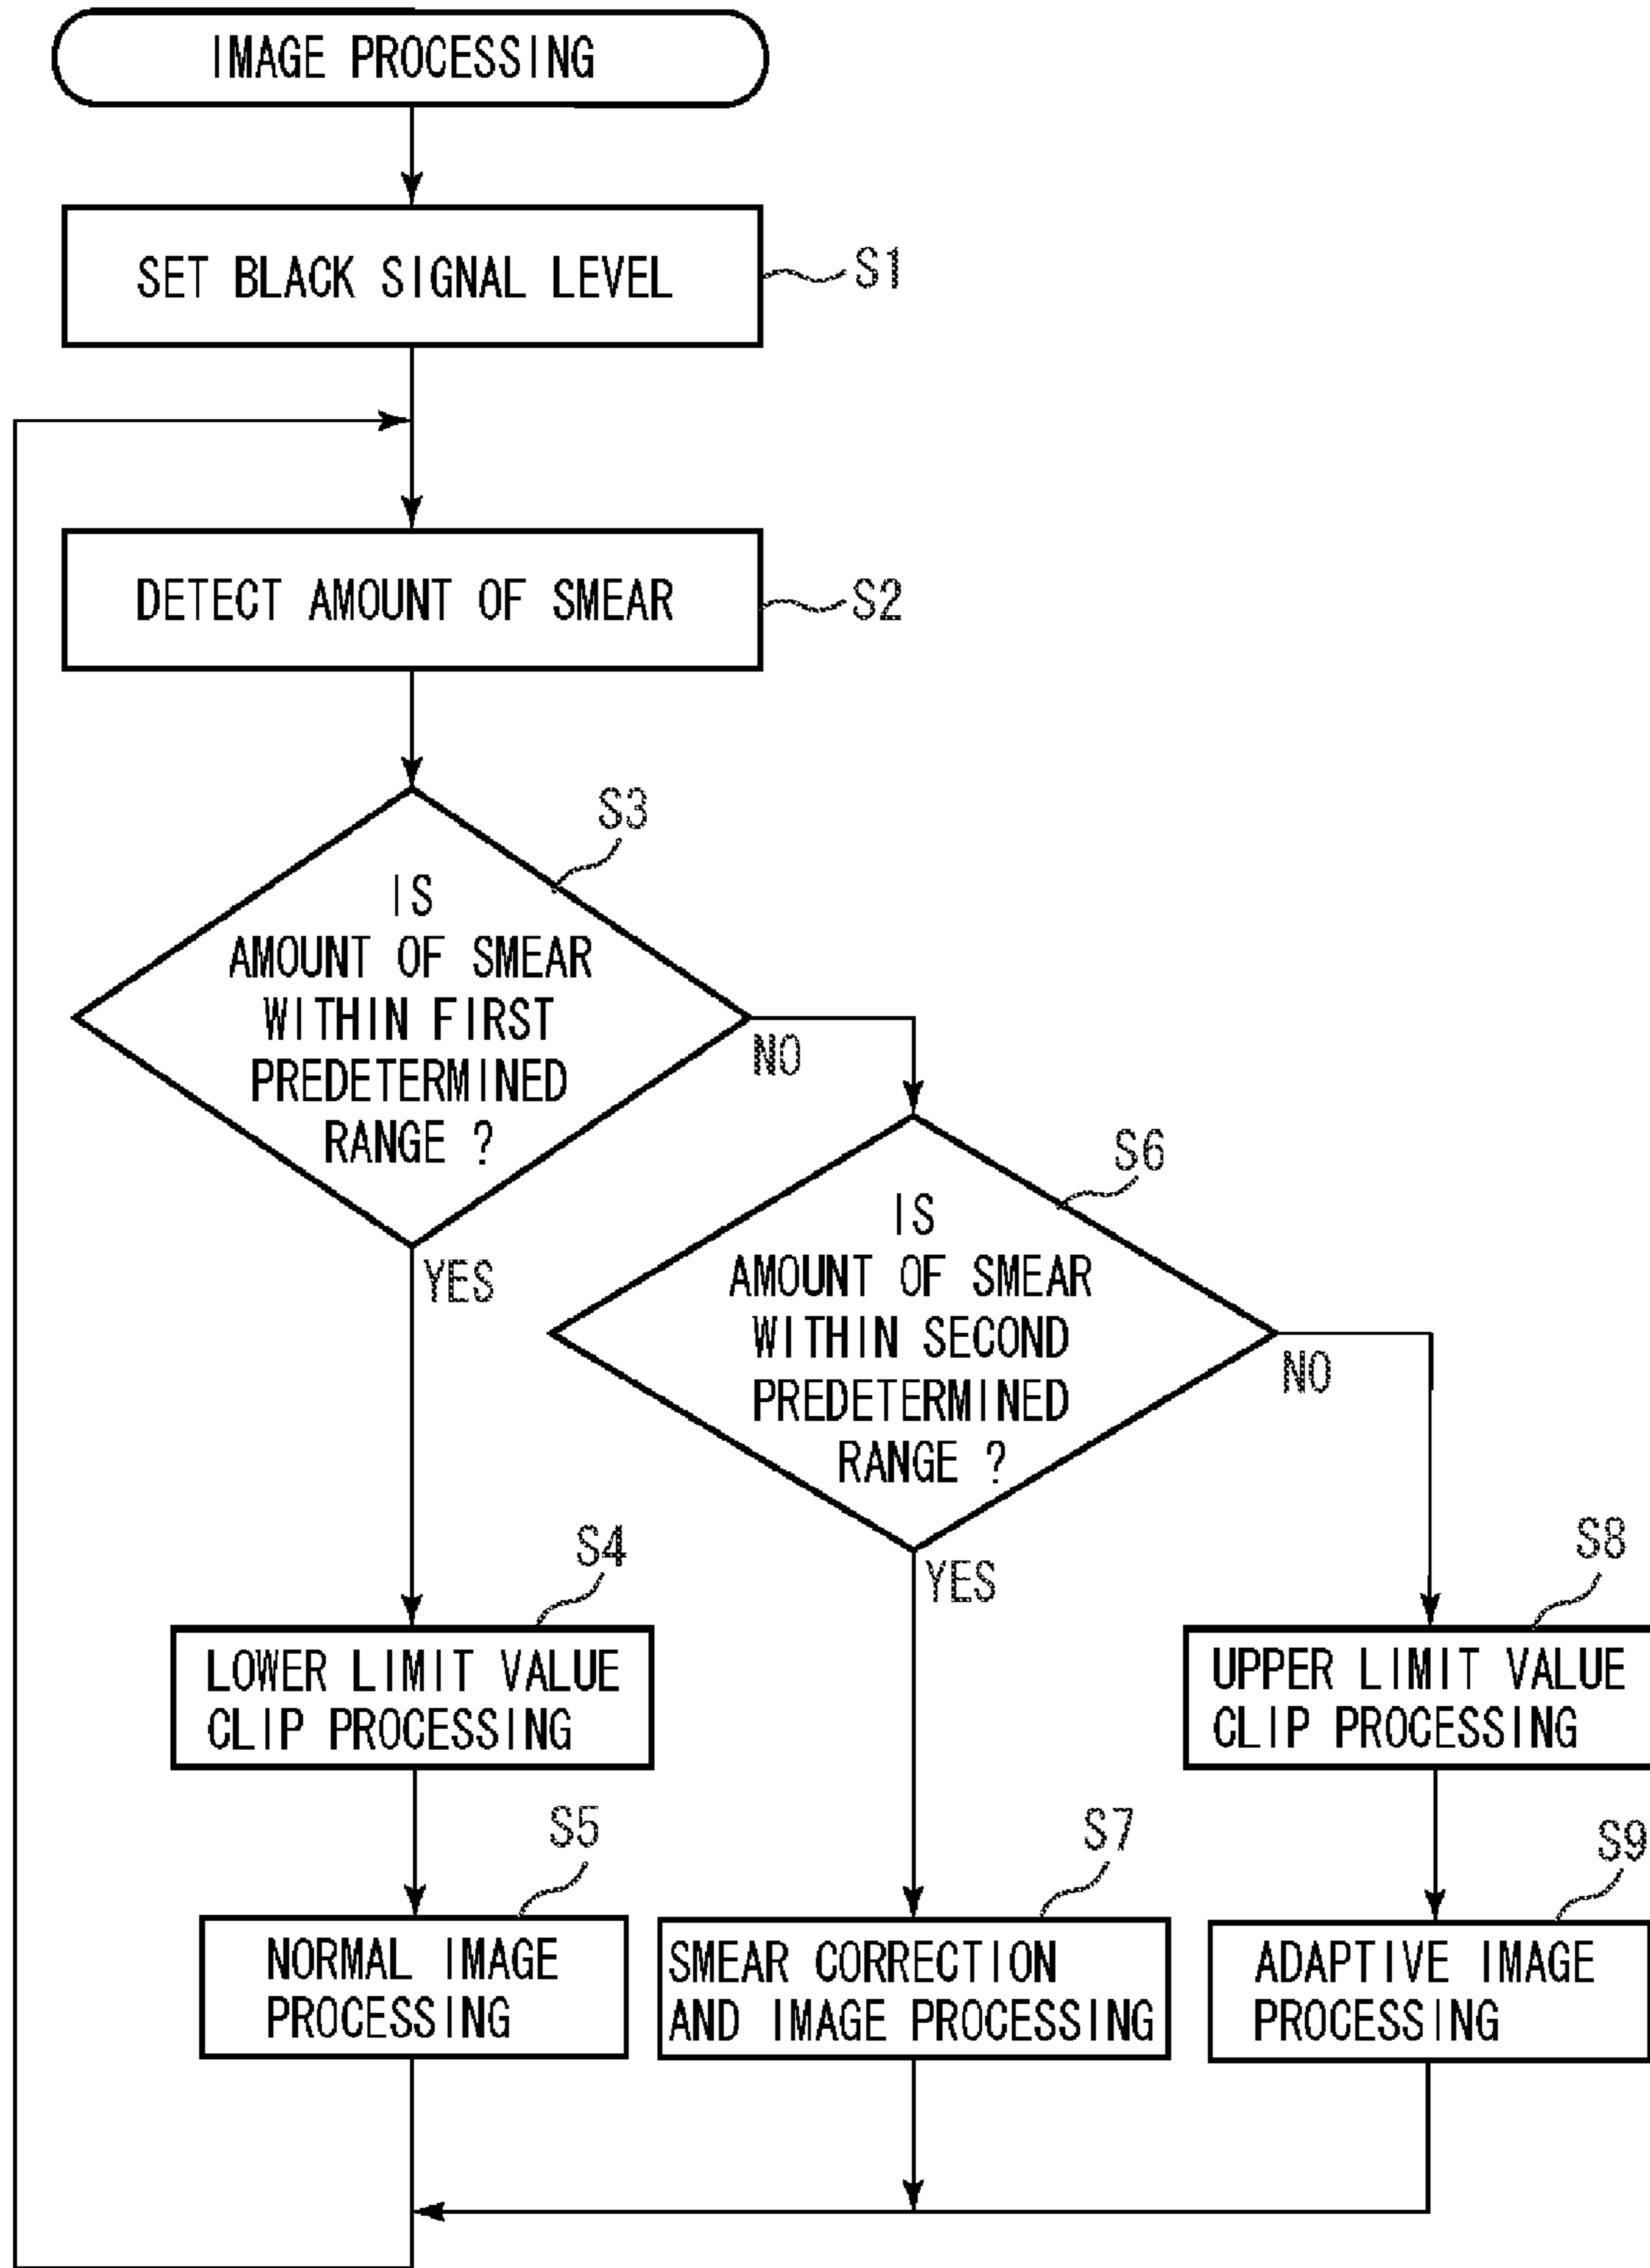 IMAGE PROCESSING
SET BLACK SIGNAL LEVEL
S1
DETECT AMOUNT OF SMEAR
S2
S3
IS
AMOUNT OF SMEAR
WITHIN FIRST
PREDETERMINED
RANGE ?
NO
YES
S6
IS
AMOUNT OF SMEAR
WITHIN SECOND
PREDETERMINED
RANGE ?
NO
YES
S4
LOWER LIMIT VALUE
CLIP PROCESSING
S8
UPPER LIMIT VALUE
CLIP PROCESSING
S5
NORMAL IMAGE
PROCESSING
S7
SMEAR CORRECTION
AND IMAGE PROCESSING
S9
ADAPTIVE IMAGE
PROCESSING